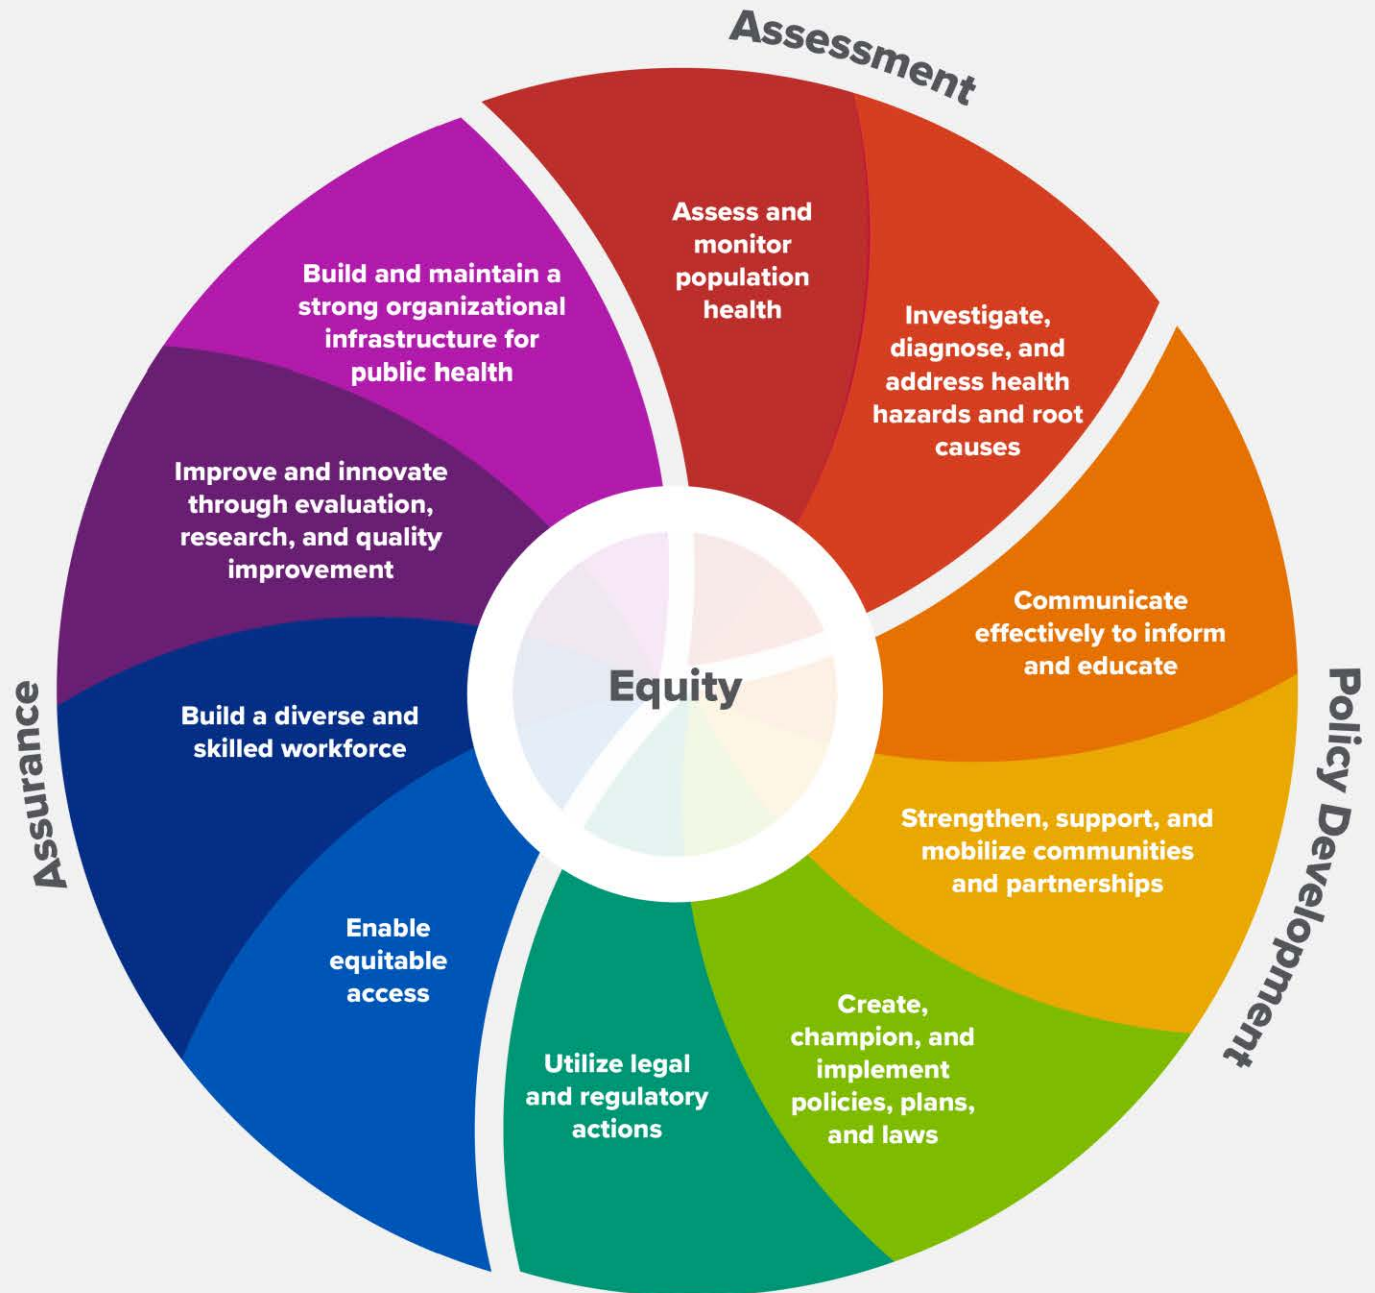 Assessment
Assess and
monitor
population
health
Investigate,
diagnose, and
address health
hazards and root
causes
Policy Development
Communicate
effectively to inform
and educate
Strengthen, support, and
mobilize communities
and partnerships
Create,
champion, and
implement
policies, plans,
and laws
Utilize legal
and regulatory
actions
Assurance
Enable
equitable
access
Build a diverse and
skilled workforce
Improve and innovate
through evaluation,
research, and quality
improvement
Build and maintain a
strong organizational
infrastructure for
public health
Equity